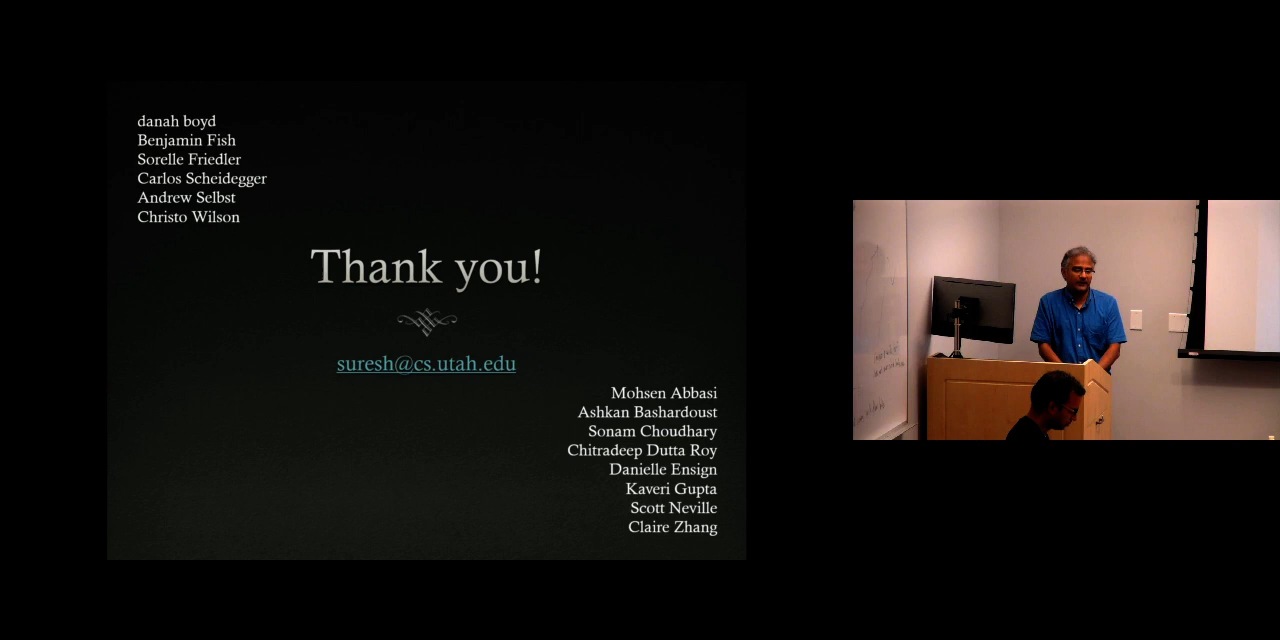 danah boyd
Benjamin Fish
Sorelle Friedler
Carlos Scheidegger
Andrew Selbst
Christo Wilson
Thank you!
suresh@cs.utah.edu
Mohsen Abbasi
Ashkan Bashardoust
Sonam Choudhary
Chitradeep Dutta Roy
Danielle Ensign
Kaveri Gupta
Scott Neville
Claire Zhang